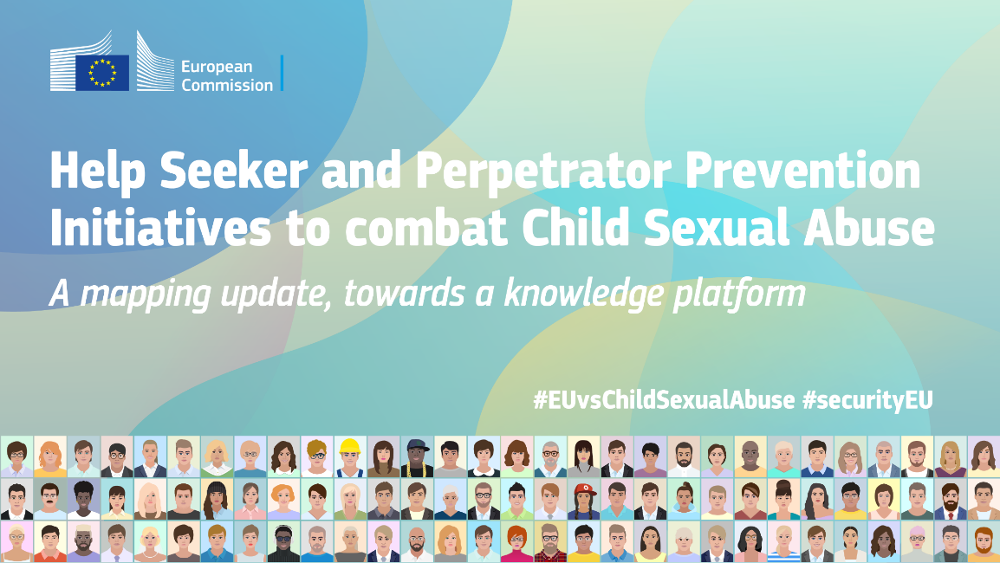 European
Commission
Help Seeker and Perpetrator Prevention
Initiatives to combat Child Sexual Abuse
A mapping update, towards a knowledge platform
#EUvsChildSexualAbuse #securityEU